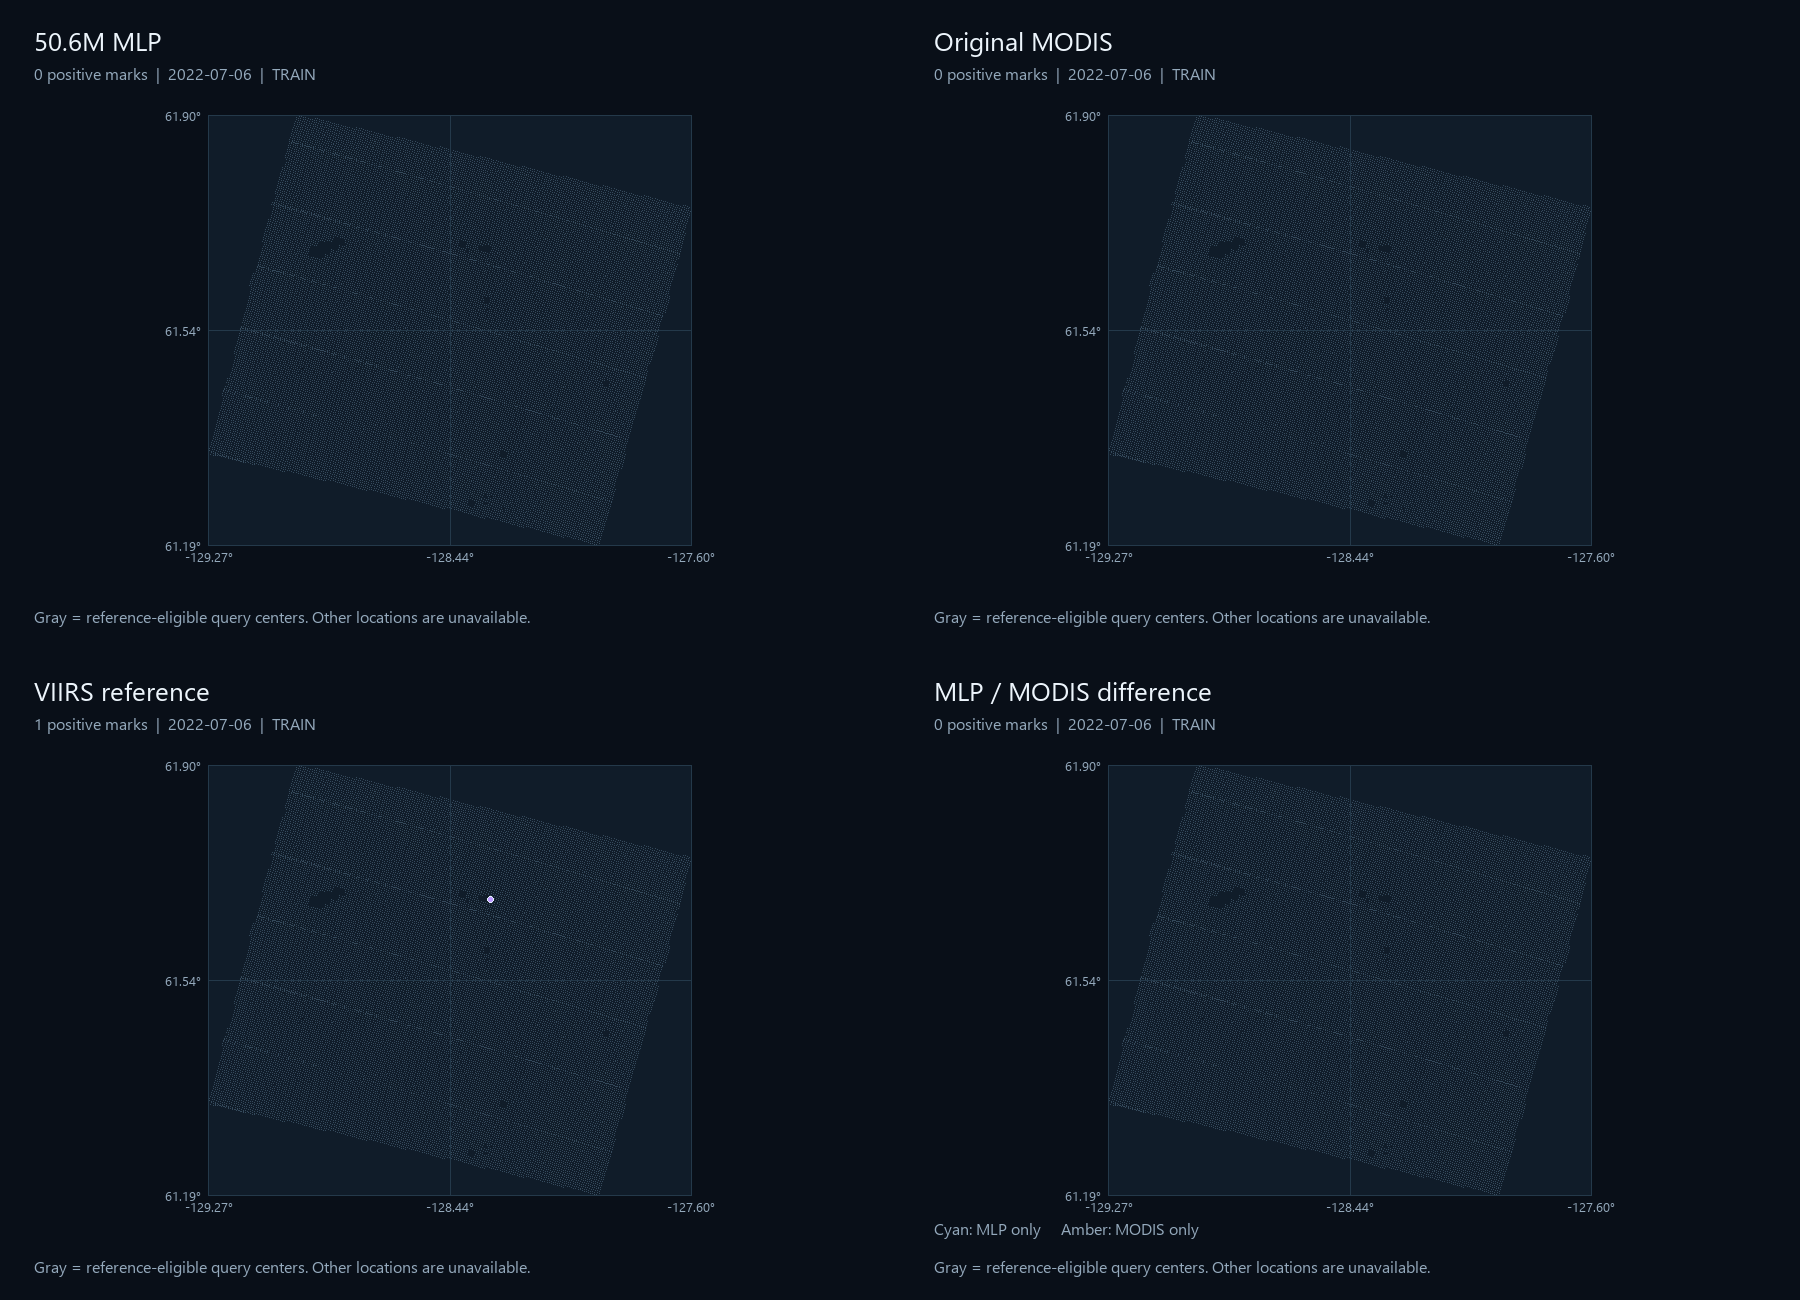 50.6M MLP
0 positive marks | 2022-07-06 | TRAIN
61.90°
61.54°
61.19°
-129.27°
-128.44°
-127.60°
Gray = reference-eligible query centers. Other locations are unavailable.
Original MODIS
0 positive marks | 2022-07-06 | TRAIN
61.90°
61.54°
61.19°
-129.27°
-128.44°
-127.60°
Gray = reference-eligible query centers. Other locations are unavailable.
VIIRS reference
1 positive marks | 2022-07-06 | TRAIN
61.90°
61.54°
61.19°
-129.27°
-128.44°
-127.60°
Gray = reference-eligible query centers. Other locations are unavailable.
MLP / MODIS difference
0 positive marks | 2022-07-06 | TRAIN
61.90°
61.54°
61.19°
-129.27°
-128.44°
-127.60°
Cyan: MLP only Amber: MODIS only
Gray = reference-eligible query centers. Other locations are unavailable.